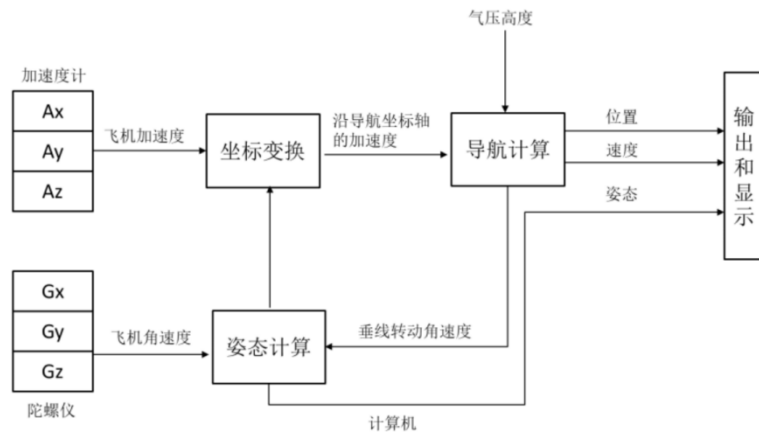 气压高度
加速度计
Ax
Ay
Az
飞机加速度
坐标变换
沿导航坐标轴
的加速度
导航计算
位置
速度
姿态
输出和显示
Gx
Gy
Gz
陀螺仪
飞机角速度
姿态计算
垂线转动角速度
计算机